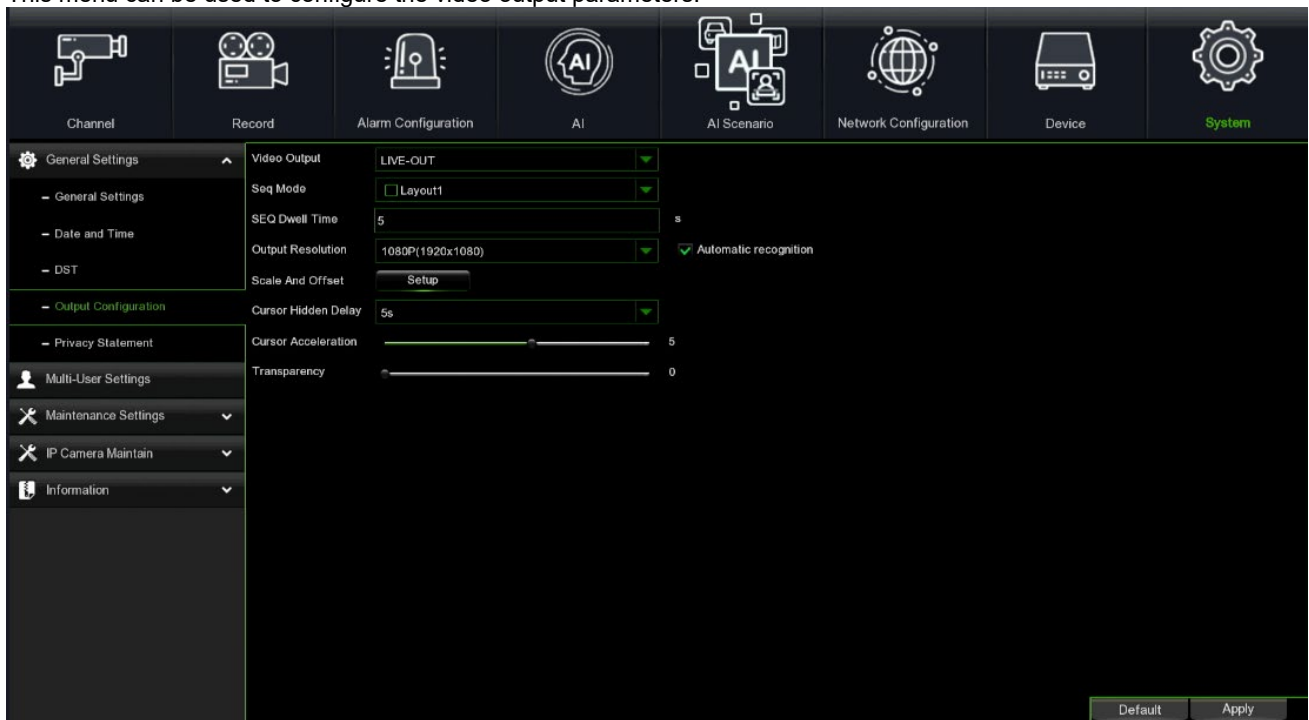 This menu can be used to configure the video output parameters.
AI
AI
Channel
Record
Alarm Configuration
AI
AI Scenario
Network Configuration
Device
System
General Settings
Video Output
LIVE-OUT
General Settings
Seq Mode
Layout1
SEQ Dwell Time
5
s
Date and Time
Output Resolution
1080P(1920x1080)
Automatic recognition
DST
Scale And Offset
Setup
Output Configuration
Cursor Hidden Delay
5s
Privacy Statement
Cursor Acceleration
5
Transparency
0
Multi-User Settings
Maintenance Settings
IP Camera Maintain
Information
Default
Apply